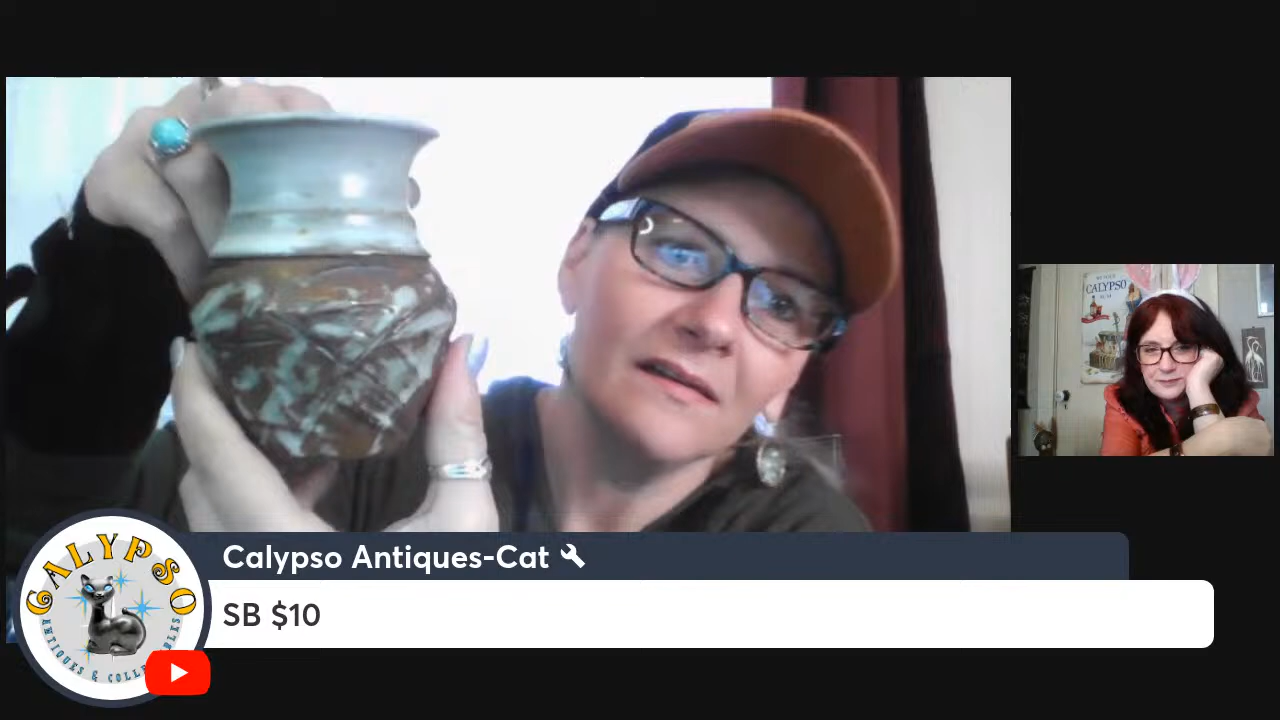 CALYPSO
Calypso Antiques-Cat
SB $10
CALYPSO
ANTIQUES & COLLECTIBLES